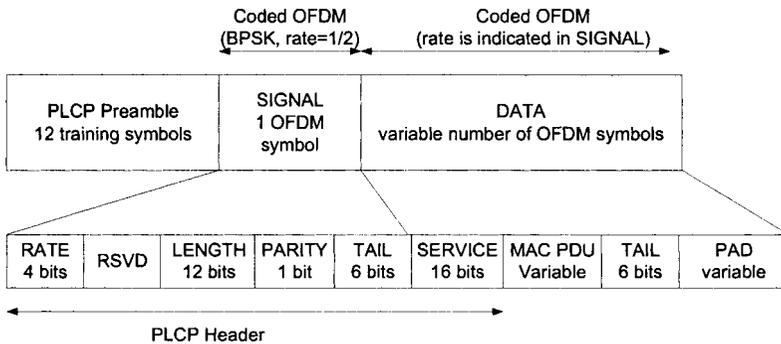 Coded OFDM
(BPSK, rate=1/2)
Coded OFDM
(rate is indicated in SIGNAL)
PLCP Preamble
12 training symbols
SIGNAL
1 OFDM
symbol
DATA
variable number of OFDM symbols
RATE
4 bits
RSVD
LENGTH
12 bits
PARITY
1 bit
TAIL
6 bits
SERVICE
16 bits
MAC PDU
Variable
TAIL
6 bits
PAD
variable
PLCP Header